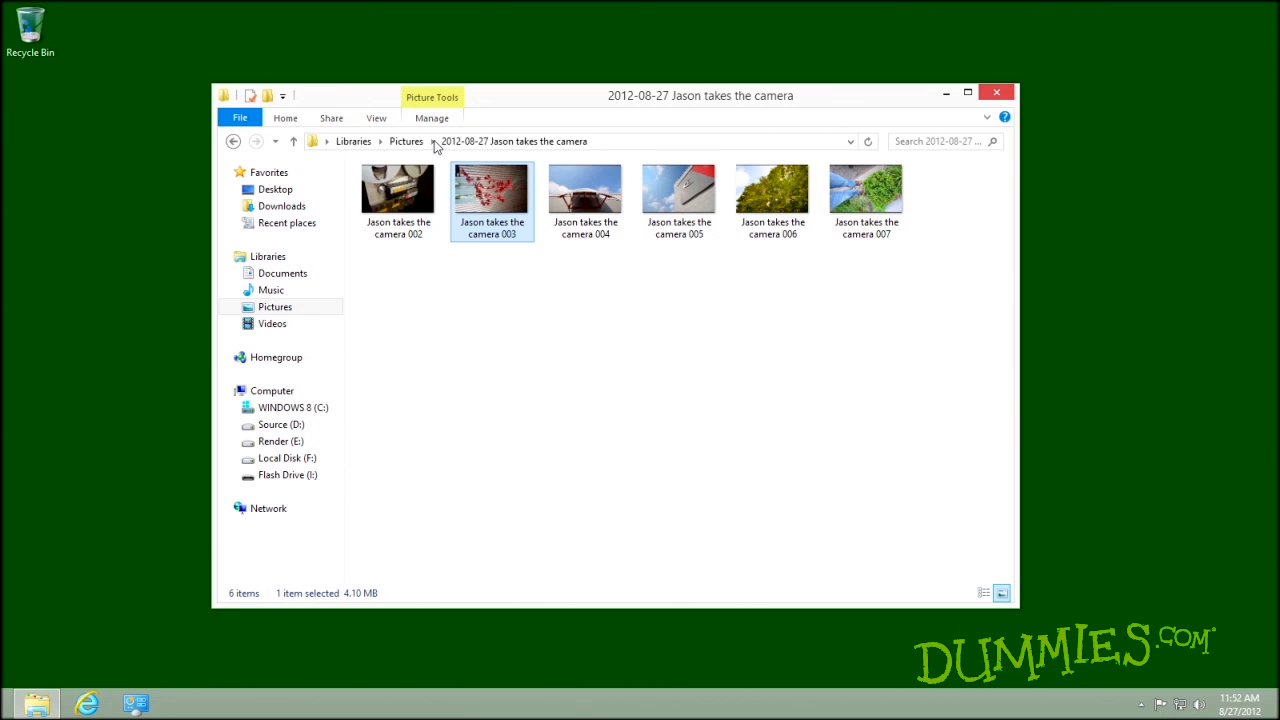 Recycle Bin
Picture Tools
2012-08-27 Jason takes the camera
File
Home
Share
View
Manage
Libraries
Pictures
2012-08-27 Jason takes the camera
Search 2012-08-27 ...
Favorites
Desktop
Downloads
Recent places
Libraries
Documents
Music
Pictures
Videos
Homegroup
Computer
WINDOWS 8 (C:)
Source (D:)
Render (E:)
Local Disk (F:)
Flash Drive (I:)
Network
Jason takes the
camera 002
Jason takes the
camera 003
Jason takes the
camera 004
Jason takes the
camera 005
Jason takes the
camera 006
Jason takes the
camera 007
6 items
1 item selected 4.10 MB
DUMMIES.COM®
11:52 AM
8/27/2012